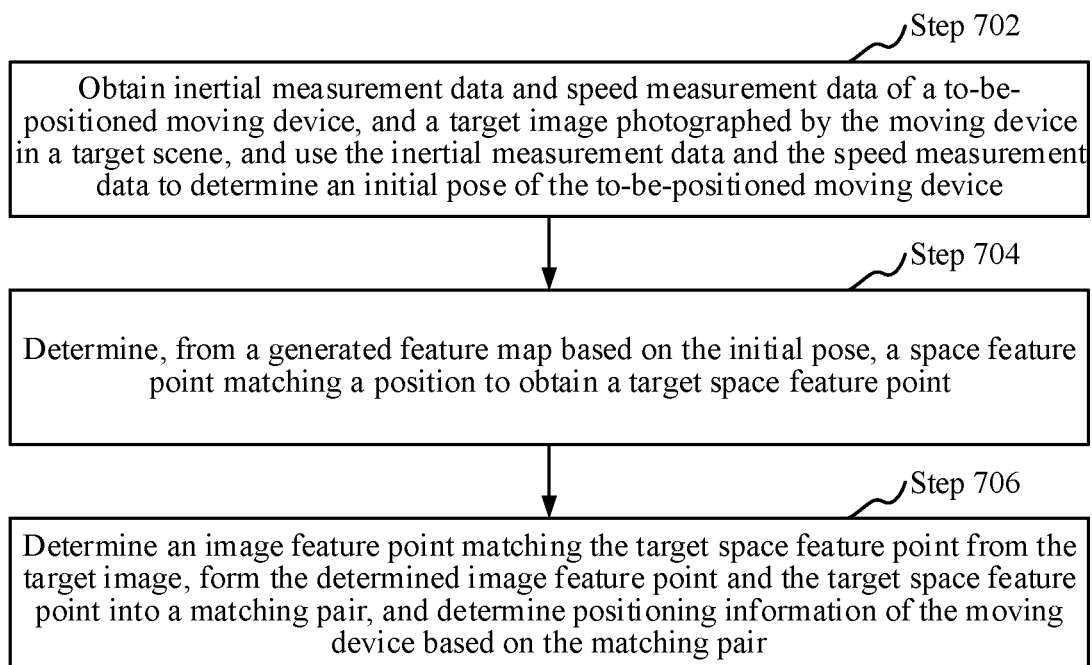 Step 702
Obtain inertial measurement data and speed measurement data of a to-be-
positioned moving device, and a target image photographed by the moving device
in a target scene, and use the inertial measurement data and the speed measurement
data to determine an initial pose of the to-be-positioned moving device
Step 704
Determine, from a generated feature map based on the initial pose, a space feature
point matching a position to obtain a target space feature point
Step 706
Determine an image feature point matching the target space feature point from the
target image, form the determined image feature point and the target space feature
point into a matching pair, and determine positioning information of the moving
device based on the matching pair